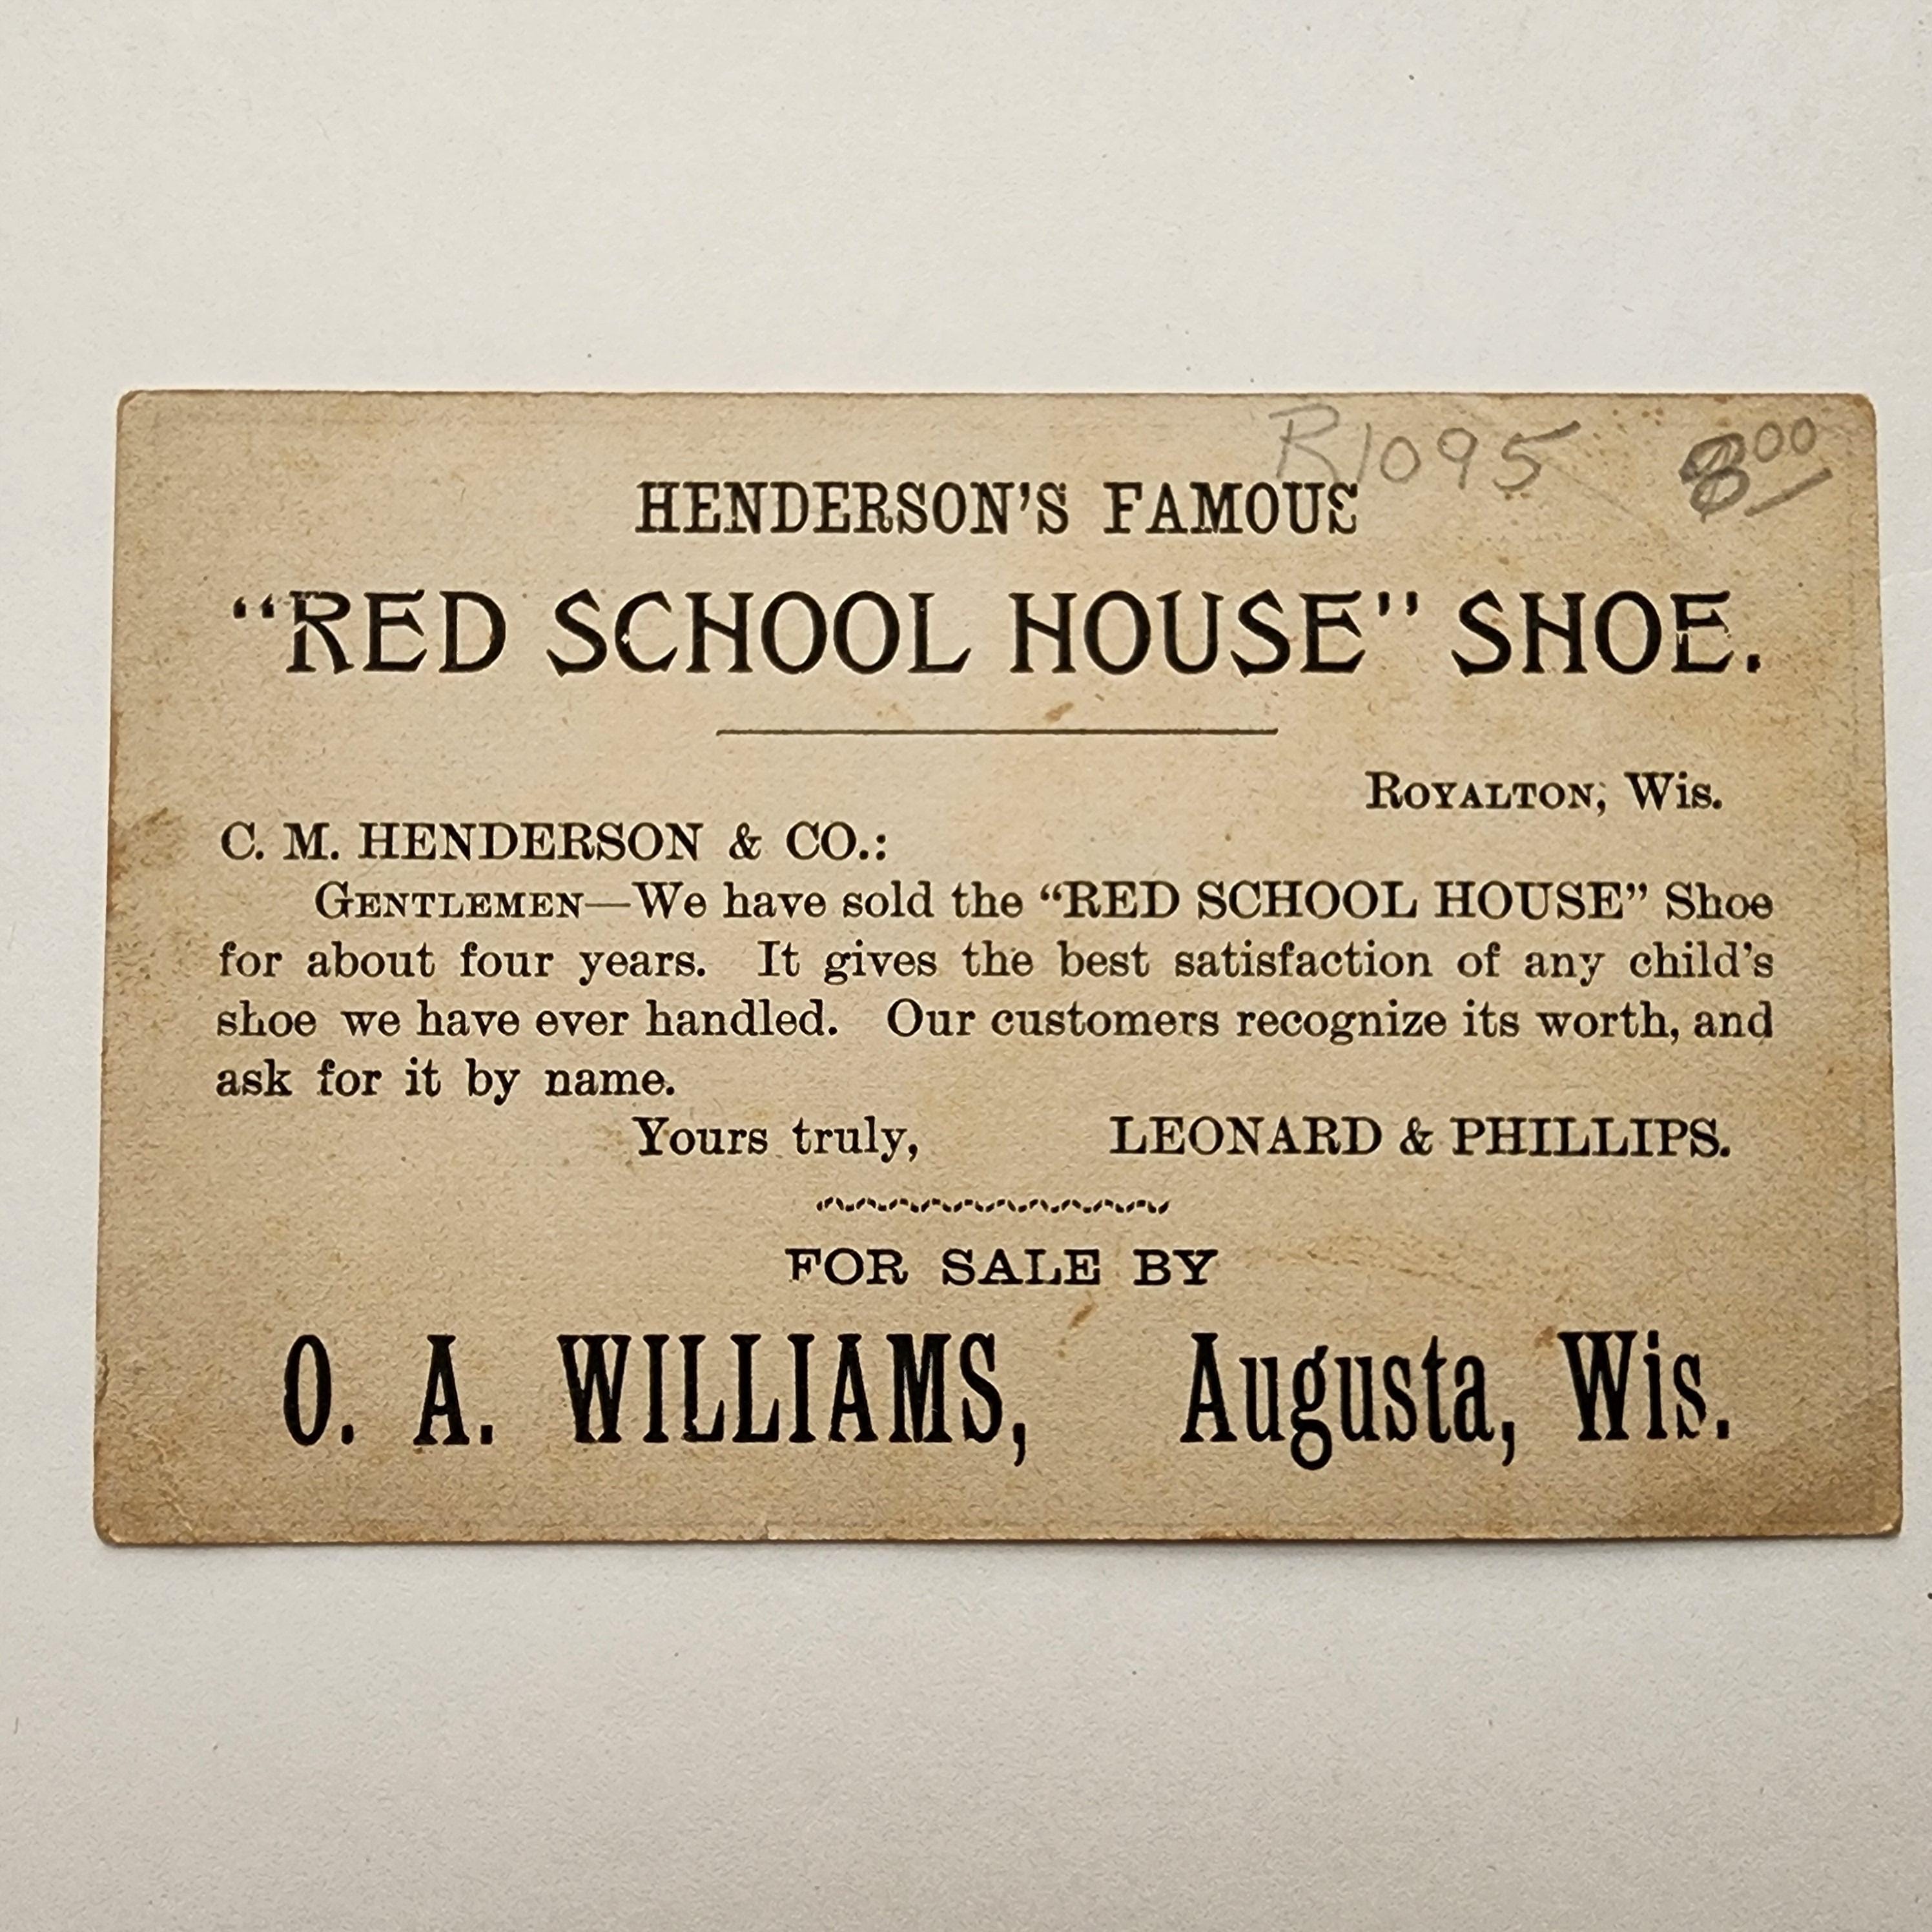 R1095 800
HENDERSON'S FAMOUS
“RED SCHOOL HOUSE” SHOE.
ROYALTON, Wis.
C. M. HENDERSON & CO.:
GENTLEMEN—We have sold the “RED SCHOOL HOUSE” Shoe
for about four years. It gives the best satisfaction of any child's
shoe we have ever handled. Our customers recognize its worth, and
ask for it by name.
Yours truly, LEONARD & PHILLIPS.
FOR SALE BY
O. A. WILLIAMS, Augusta, Wis.